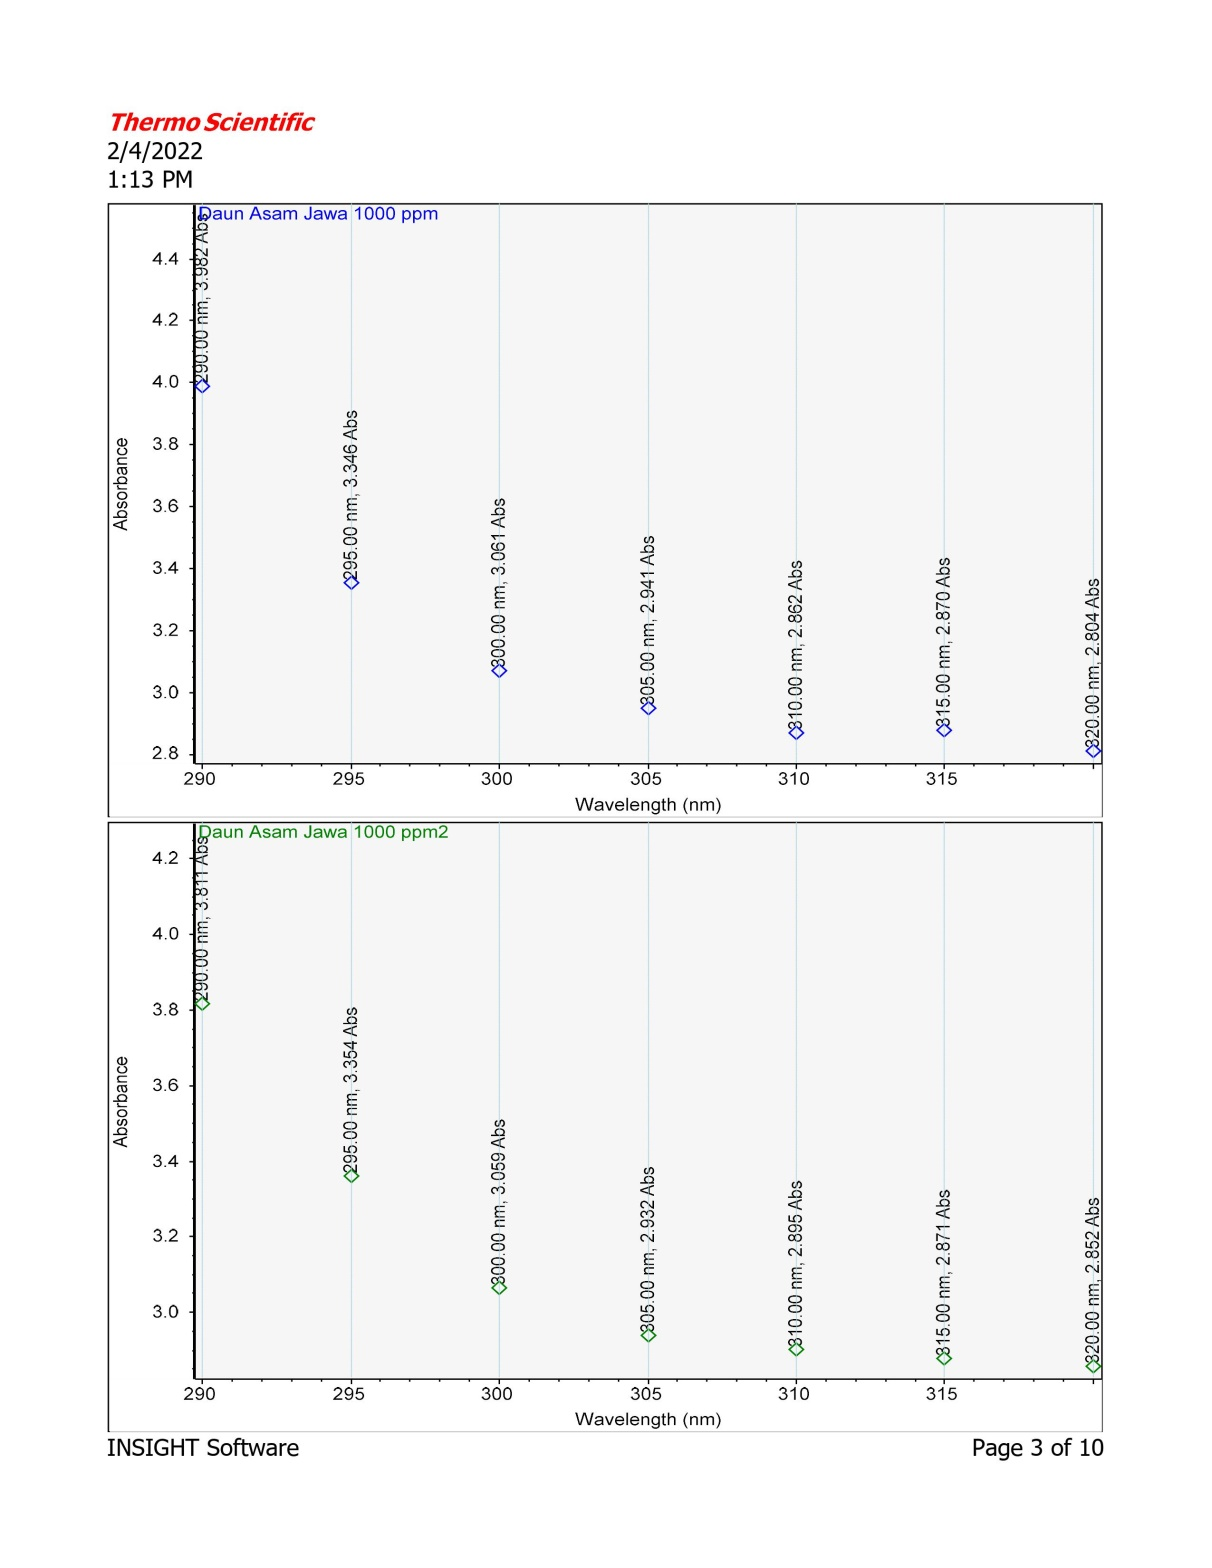 Thermo Scientific
2/4/2022
1:13 PM
Daun Asam Jawa 1000 ppm
290.00 nm, 3.982 Abs
295.00 nm, 3.346 Abs
300.00 nm, 3.061 Abs
305.00 nm, 2.941 Abs
310.00 nm, 2.862 Abs
315.00 nm, 2.870 Abs
320.00 nm, 2.804 Abs
Absorbance
4.4
4.2
4.0
3.8
3.6
3.4
3.2
3.0
2.8
290 295 300 305 310 315
Wavelength (nm)
Daun Asam Jawa 1000 ppm2
290.00 nm, 3.811 Abs
295.00 nm, 3.354 Abs
300.00 nm, 3.059 Abs
305.00 nm, 2.932 Abs
310.00 nm, 2.895 Abs
315.00 nm, 2.871 Abs
320.00 nm, 2.852 Abs
Absorbance
4.2
4.0
3.8
3.6
3.4
3.2
3.0
290 295 300 305 310 315
Wavelength (nm)
INSIGHT Software
Page 3 of 10